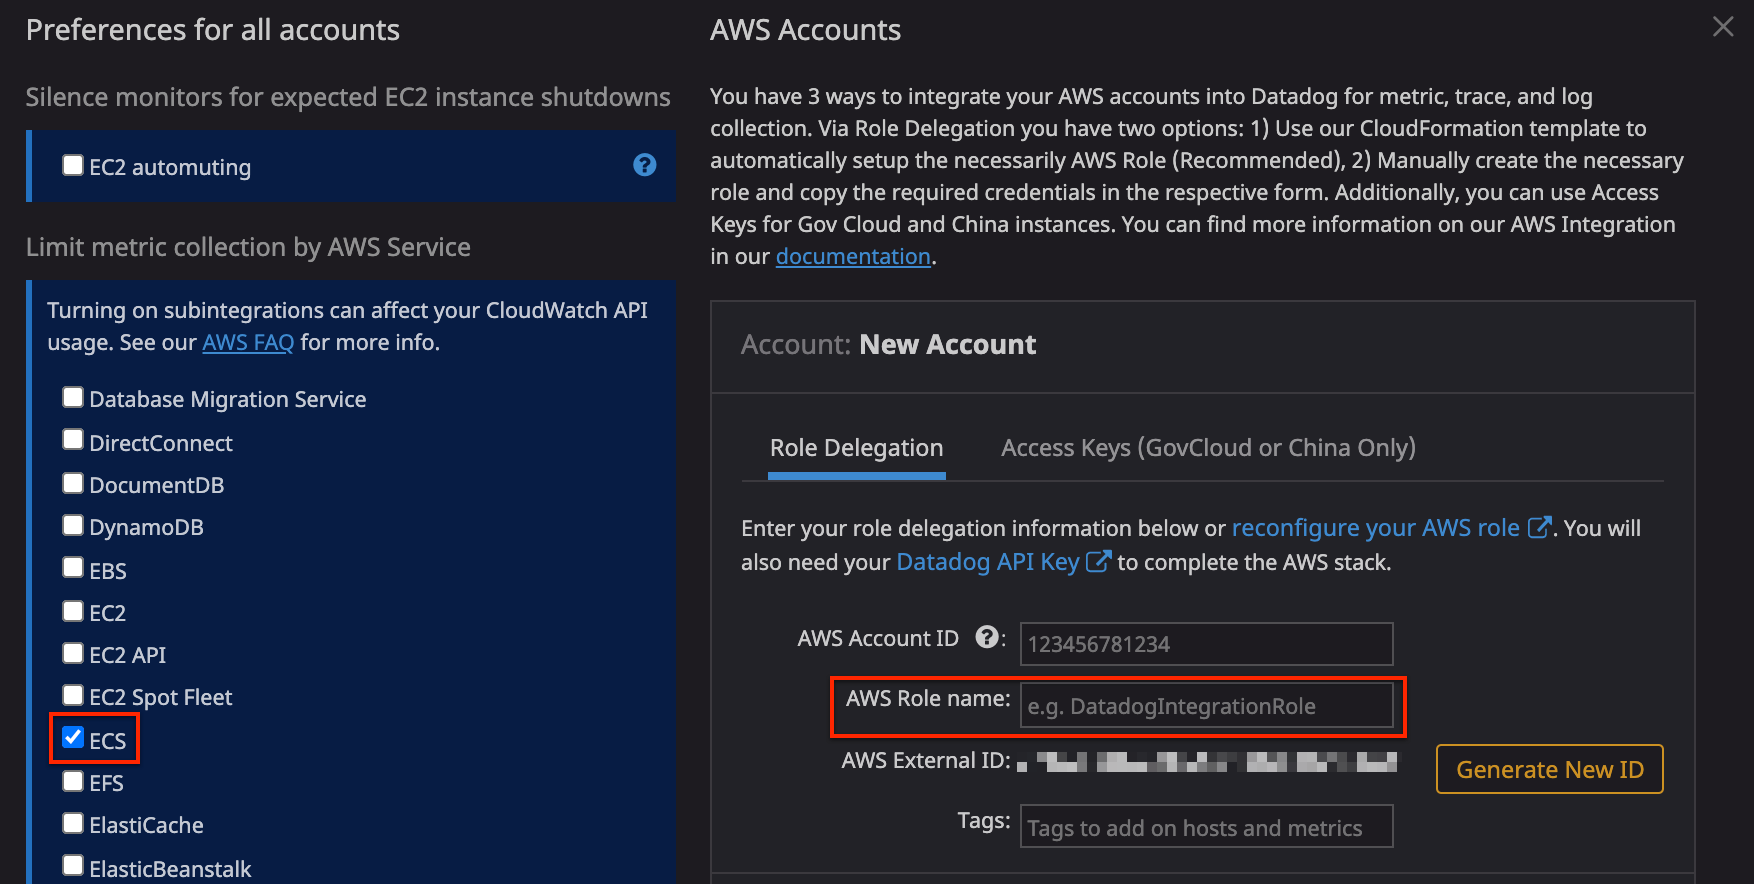 Preferences for all accounts
Silence monitors for expected EC2 instance shutdowns
EC2 automuting
?
Limit metric collection by AWS Service
Turning on subintegrations can affect your CloudWatch API
usage. See our AWS FAQ for more info.
Database Migration Service
DirectConnect
DocumentDB
DynamoDB
EBS
EC2
EC2 API
EC2 Spot Fleet
ECS
EFS
ElastiCache
ElasticBeanstalk
AWS Accounts
You have 3 ways to integrate your AWS accounts into Datadog for metric, trace, and log
collection. Via Role Delegation you have two options: 1) Use our CloudFormation template to
automatically setup the necessarily AWS Role (Recommended), 2) Manually create the necessary
role and copy the required credentials in the respective form. Additionally, you can use Access
Keys for Gov Cloud and China instances. You can find more information on our AWS Integration
in our documentation.
Account: New Account
Role Delegation
Access Keys (GovCloud or China Only)
Enter your role delegation information below or reconfigure your AWS role. You will
also need your Datadog API Key to complete the AWS stack.
AWS Account ID ?: 123456781234
AWS Role name: e.g. DatadogIntegrationRole
AWS External ID:
Generate New ID
Tags: Tags to add on hosts and metrics